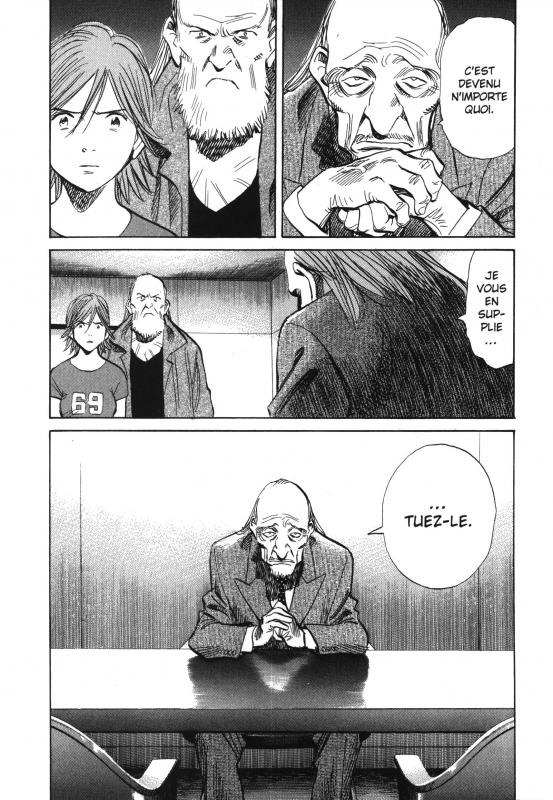 C'EST
DEVENU
N'IMPORTE
QUOI.
JE
VOUS
EN
SUP-
PLIE
...
69
...
TUEZ-LE.